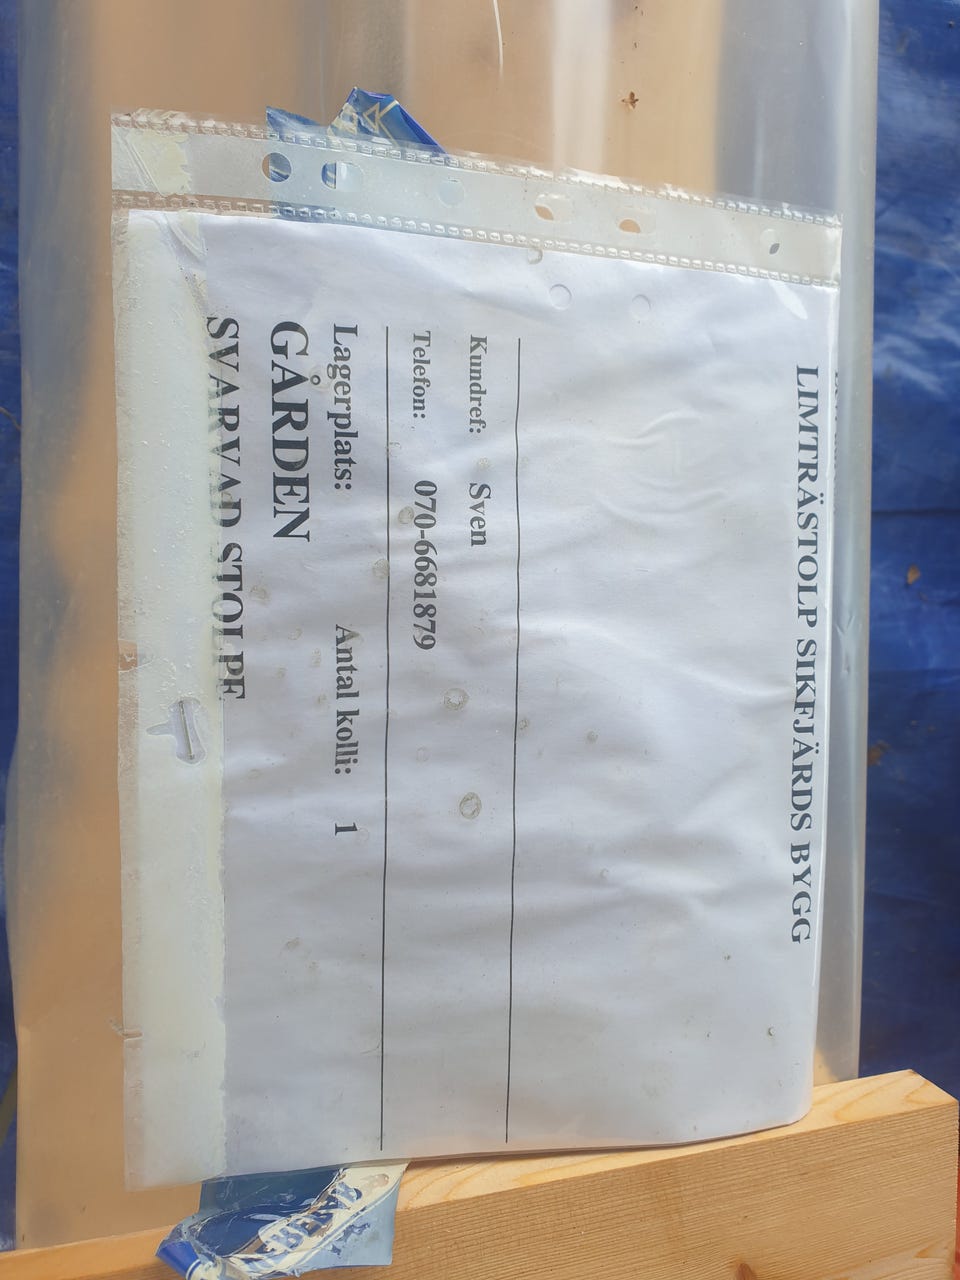 LIMTRÄSTOLP SIKFJÄRDS BYGG
Kundref: Sven
Telefon: 070-6681879
Lagerplats: Antal kolli: 1
GÅRDEN
SVARVAD STOLPE